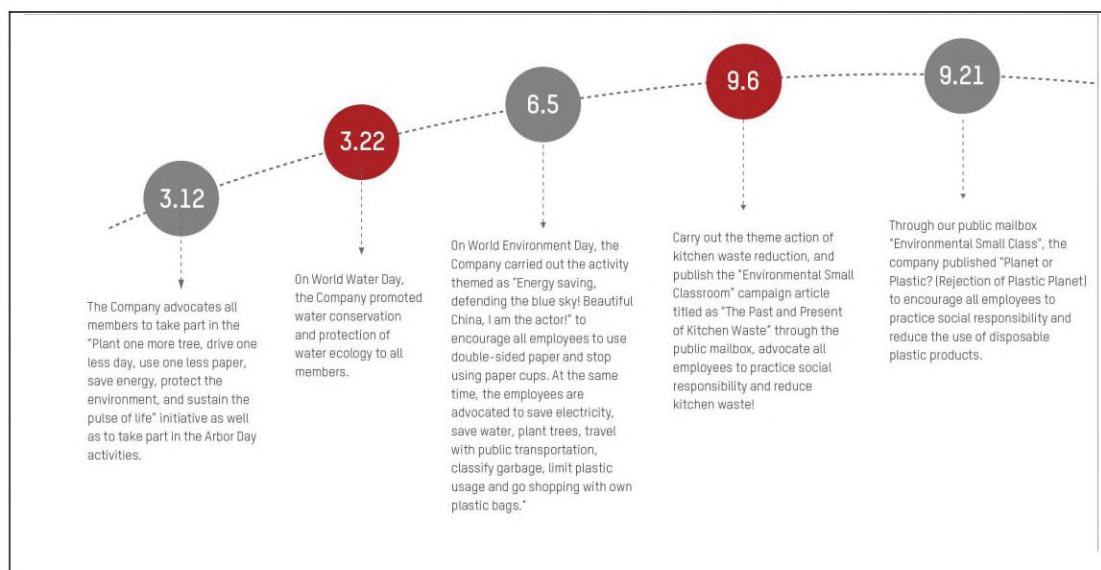 3.12
The Company advocates all
members to take part in the
"Plant one more tree, drive one
less day, use one less paper,
save energy, protect the
environment, and sustain the
pulse of life" initiative as well
as to take part in the Arbor Day
activities.
3.22
On World Water Day,
the Company promoted
water conservation
and protection of
water ecology to all
members.
6.5
On World Environment Day, the
Company carried out the activity
themed as "Energy saving,
defending the blue sky! Beautiful
China, I am the actor!" to
encourage all employees to use
double-sided paper and stop
using paper cups. At the same
time, the employees are
advocated to save electricity,
save water, plant trees, travel
with public transportation,
classify garbage, limit plastic
usage and go shopping with own
plastic bags."
9.6
Carry out the theme action of
kitchen waste reduction, and
publish the "Environmental Small
Classroom" campaign article
titled as "The Past and Present
of Kitchen Waste" through the
public mailbox, advocate all
employees to practice social
responsibility and reduce
kitchen waste!
9.21
Through our public mailbox
"Environmental Small Class", the
company published "Planet or
Plastic? (Rejection of Plastic Planet)
to encourage all employees to
practice social responsibility and
reduce the use of disposable
plastic products.